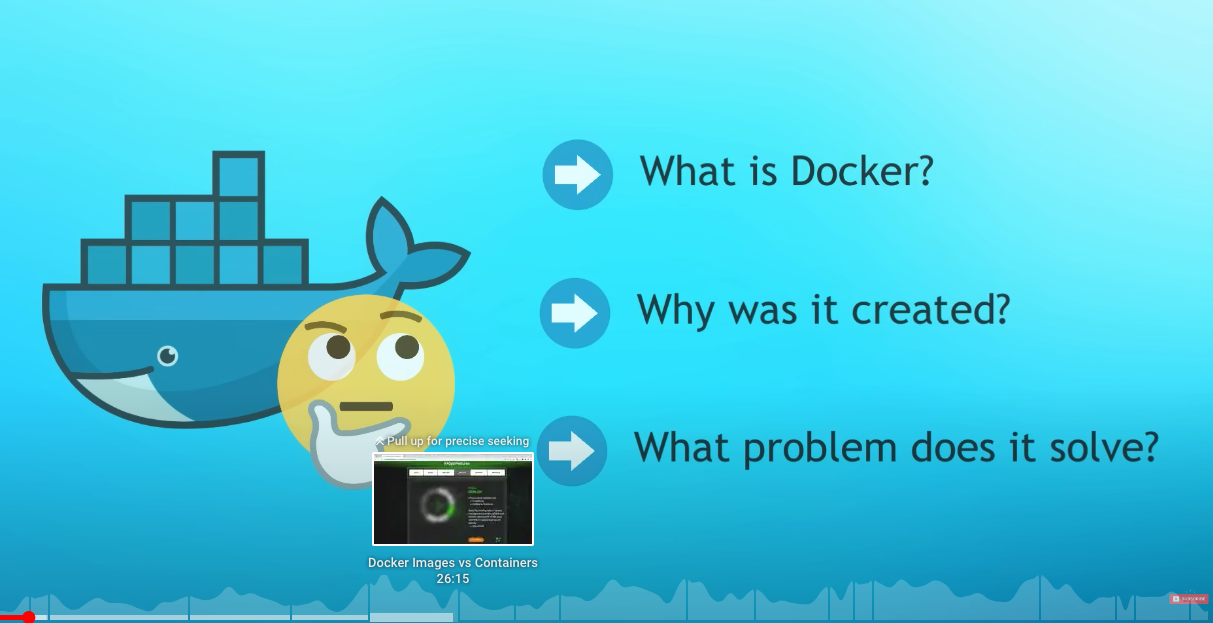 What is Docker?
Why was it created?
What problem does it solve?
Pull up for precise seeking
Docker Images vs Containers
26:15